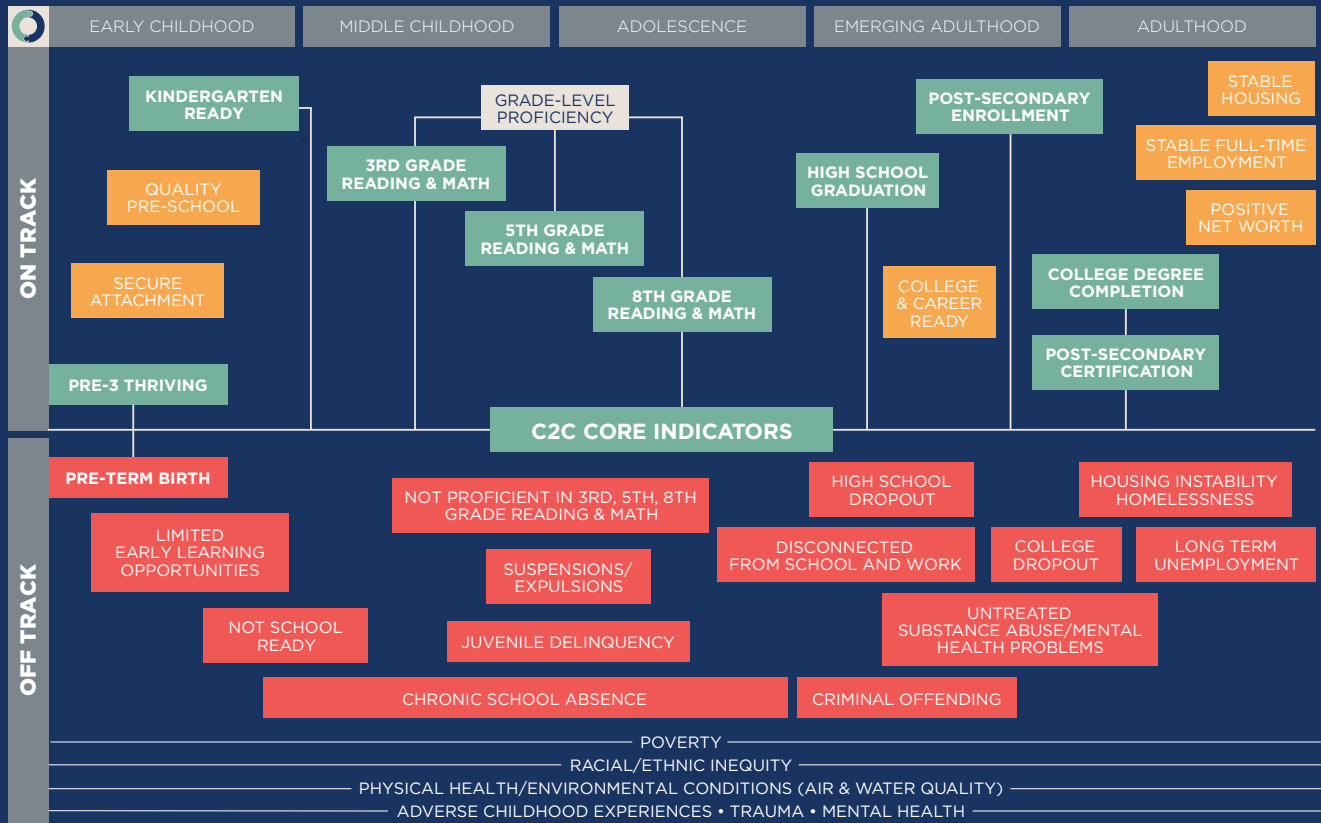 EARLY CHILDHOOD
MIDDLE CHILDHOOD
ADOLESCENCE
EMERGING ADULTHOOD
ADULTHOOD
ON TRACK
KINDERGARTEN
READY
QUALITY
PRE-SCHOOL
SECURE
ATTACHMENT
PRE-3 THRIVING
GRADE-LEVEL
PROFICIENCY
3RD GRADE
READING & MATH
5TH GRADE
READING & MATH
8TH GRADE
READING & MATH
HIGH SCHOOL
GRADUATION
POST-SECONDARY
ENROLLMENT
COLLEGE
& CAREER
READY
STABLE
HOUSING
STABLE FULL-TIME
EMPLOYMENT
POSITIVE
NET WORTH
COLLEGE DEGREE
COMPLETION
POST-SECONDARY
CERTIFICATION
C2C CORE INDICATORS
OFF TRACK
PRE-TERM BIRTH
LIMITED
EARLY LEARNING
OPPORTUNITIES
NOT SCHOOL
READY
NOT PROFICIENT IN 3RD, 5TH, 8TH
GRADE READING & MATH
SUSPENSIONS/
EXPULSIONS
JUVENILE DELINQUENCY
CHRONIC SCHOOL ABSENCE
HIGH SCHOOL
DROPOUT
DISCONNECTED
FROM SCHOOL AND WORK
COLLEGE
DROPOUT
HOUSING INSTABILITY
HOMELESSNESS
LONG TERM
UNEMPLOYMENT
UNTREATED
SUBSTANCE ABUSE/MENTAL
HEALTH PROBLEMS
CRIMINAL OFFENDING
POVERTY
RACIAL/ETHNIC INEQUITY
PHYSICAL HEALTH/ENVIRONMENTAL CONDITIONS (AIR & WATER QUALITY)
ADVERSE CHILDHOOD EXPERIENCES • TRAUMA • MENTAL HEALTH